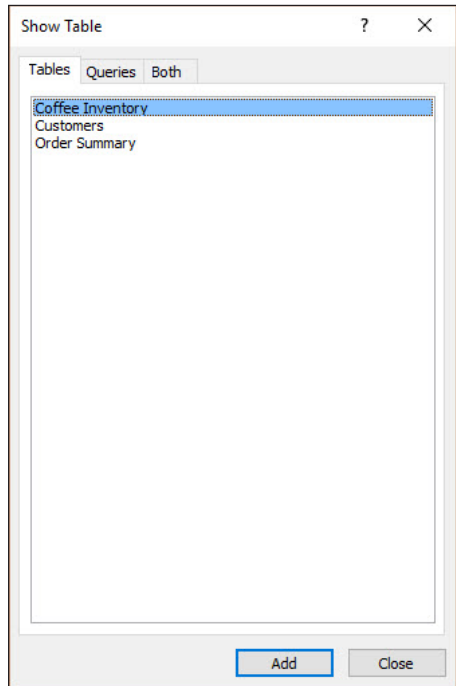 Show Table ?
Tables Queries Both
Coffee Inventory
Customers
Order Summary
Add Close